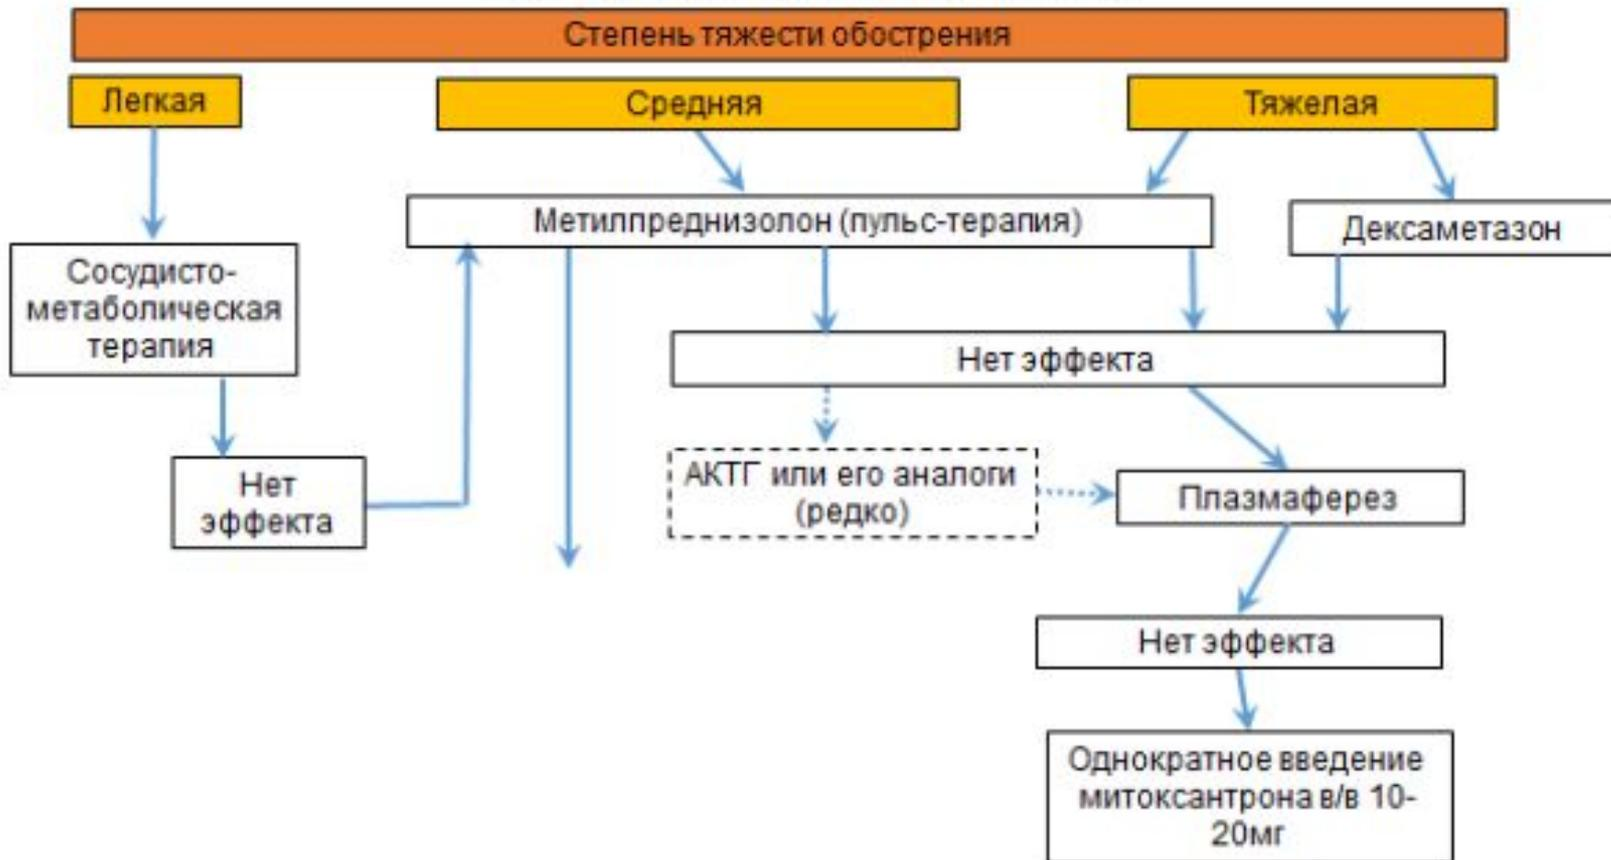 Степень тяжести обострения
Легкая
Средняя
Тяжелая
Метилпреднизолон (пульс-терапия)
Дексаметазон
Сосудисто-
метаболическая
терапия
Нет эффекта
Нет
эффекта
АКТГ или его аналоги
(редко)
Плазмаферез
Нет эффекта
Однократное введение
митоксантрона в/в 10-
20мг